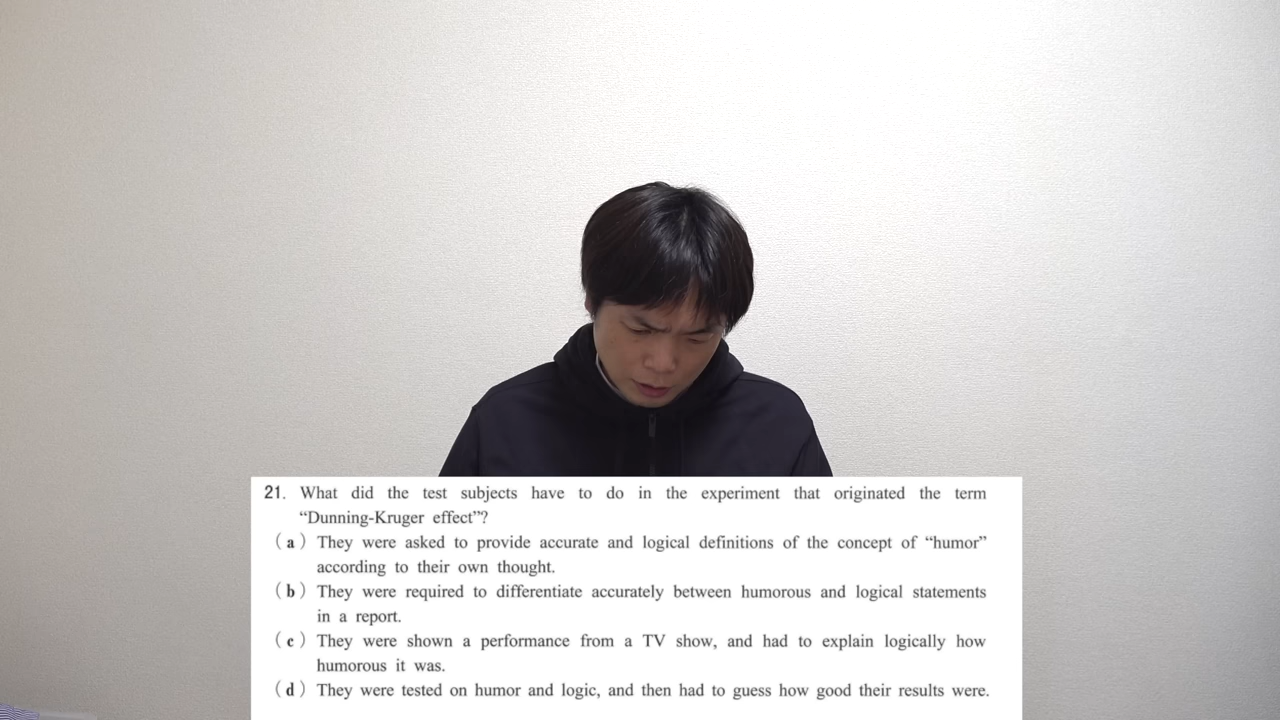 21. What did the test subjects have to do in the experiment that originated the term
“Dunning-Kruger effect”?
(a) They were asked to provide accurate and logical definitions of the concept of “humor”
according to their own thought.
(b) They were required to differentiate accurately between humorous and logical statements
in a report.
(c) They were shown a performance from a TV show, and had to explain logically how
humorous it was.
(d) They were tested on humor and logic, and then had to guess how good their results were.